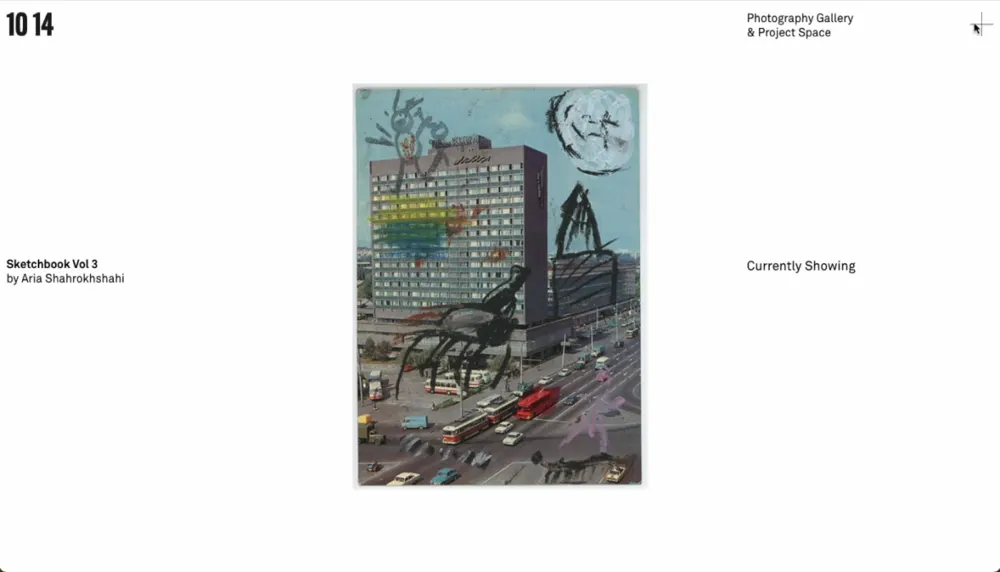 10 14
Photography Gallery
& Project Space
Sketchbook Vol 3
by Aria Shahrokhshahi
Currently Showing